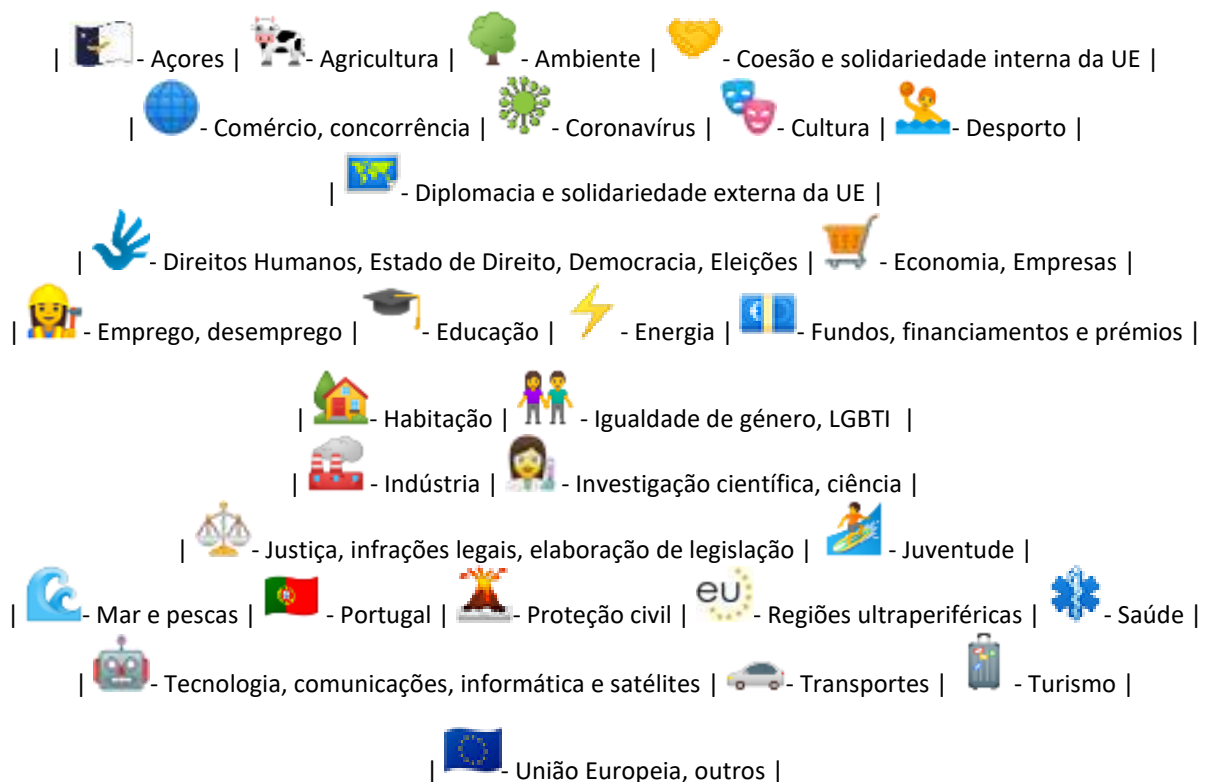 | - Açores | - Agricultura | - Ambiente | - Coesão e solidariedade interna da UE |
| - Comércio, concorrência | - Coronavírus | - Cultura | - Desporto |
| - Diplomacia e solidariedade externa da UE |
| - Direitos Humanos, Estado de Direito, Democracia, Eleições | - Economia, Empresas |
| - Emprego, desemprego | - Educação | - Energia | - Fundos, financiamentos e prémios |
| - Habitação | - Igualdade de género, LGBTI |
| - Indústria | - Investigação científica, ciência |
| - Justiça, infrações legais, elaboração de legislação | - Juventude |
| - Mar e pescas | - Portugal | - Proteção civil | eu - Regiões ultraperiféricas | - Saúde |
| - Tecnologia, comunicações, informática e satélites | - Transportes | - Turismo |
| - União Europeia, outros |